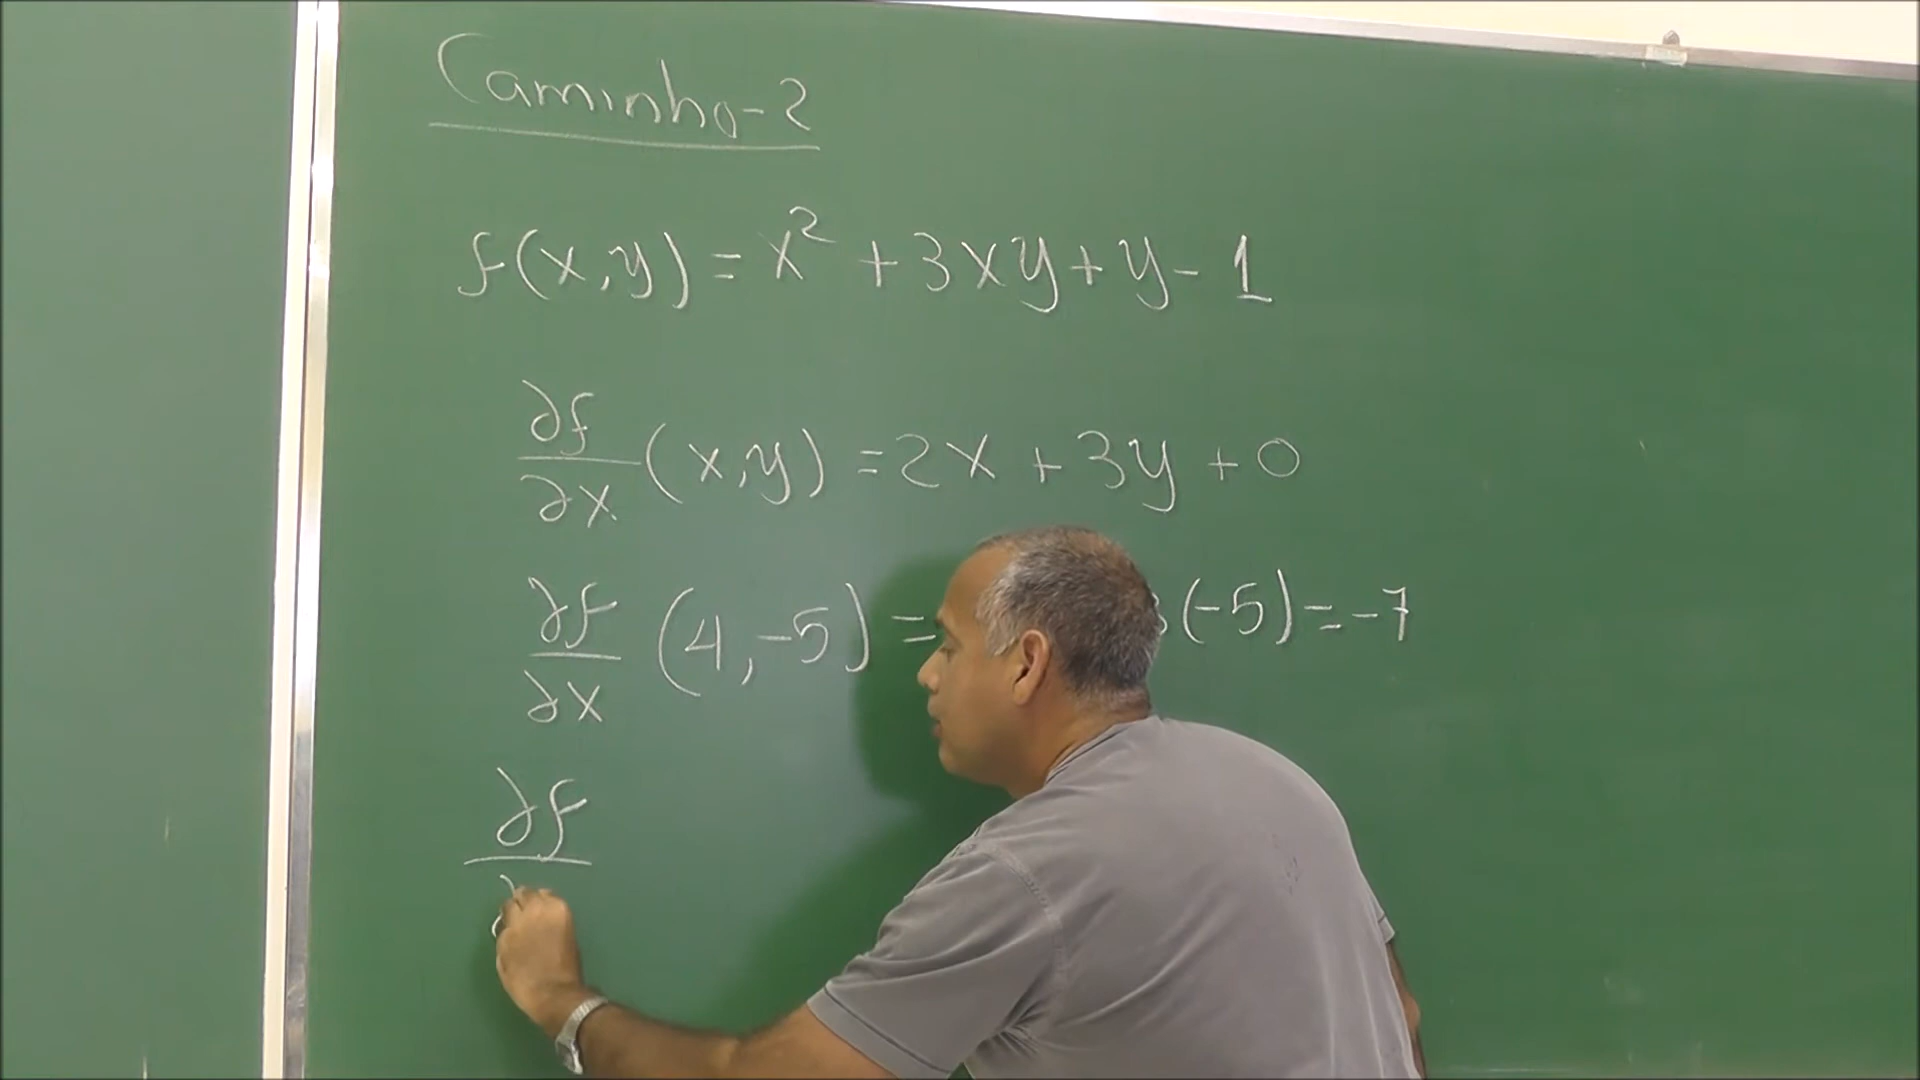 Caminho-2
f(x,y) = x² + 3xy + y - 1
∂f/∂x (x,y) = 2x + 3y + 0
∂f/∂x (4,-5) = (-5) = -7
∂f